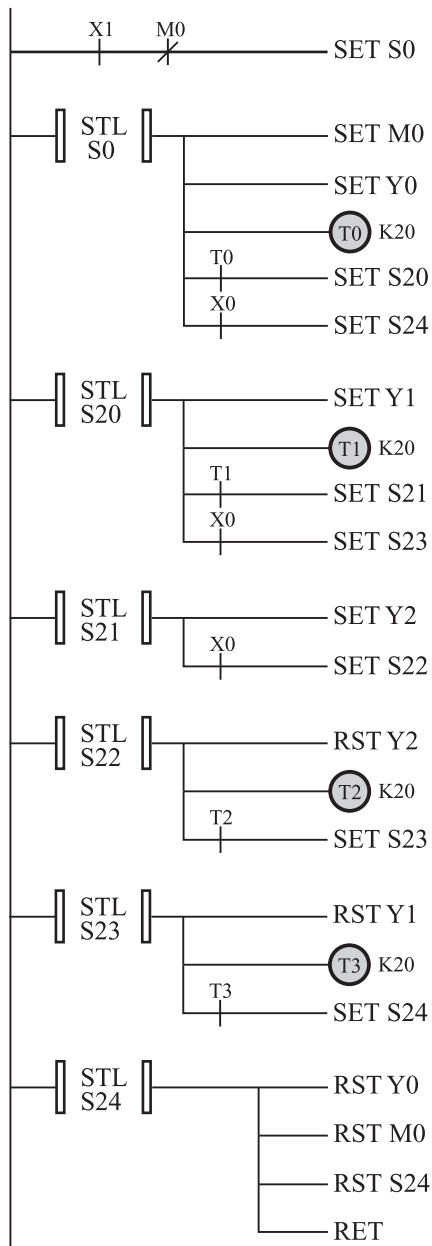 X1 M0 SET S0
STL S0 SET M0
SET Y0
T0 K20
T0 SET S20
X0 SET S24
STL S20 SET Y1
T1 K20
T1 SET S21
X0 SET S23
STL S21 SET Y2
X0 SET S22
STL S22 RST Y2
T2 K20
T2 SET S23
STL S23 RST Y1
T3 K20
T3 SET S24
STL S24 RST Y0
RST M0
RST S24
RET